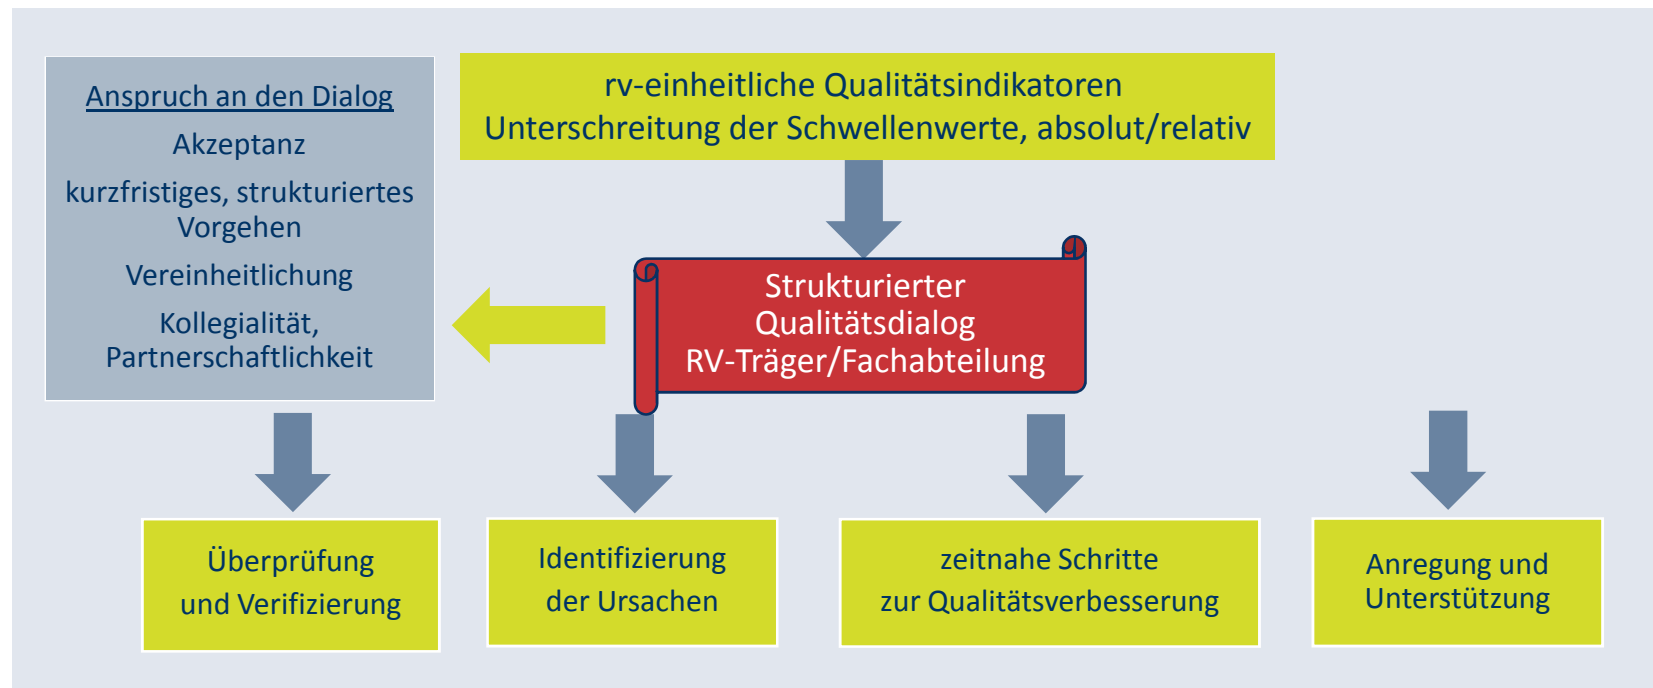 Anspruch an den Dialog
Akzeptanz
kurzfristiges, strukturiertes
Vorgehen
Vereinheitlichung
Kollegialität,
Partnerschaftlichkeit
rv-einheitliche Qualitätsindikatoren
Unterschreitung der Schwellenwerte, absolut/relativ
Strukturierter
Qualitätsdialog
RV-Träger/Fachabteilung
Überprüfung
und Verifizierung
Identifizierung
der Ursachen
zeitnahe Schritte
zur Qualitätsverbesserung
Anregung und
Unterstützung